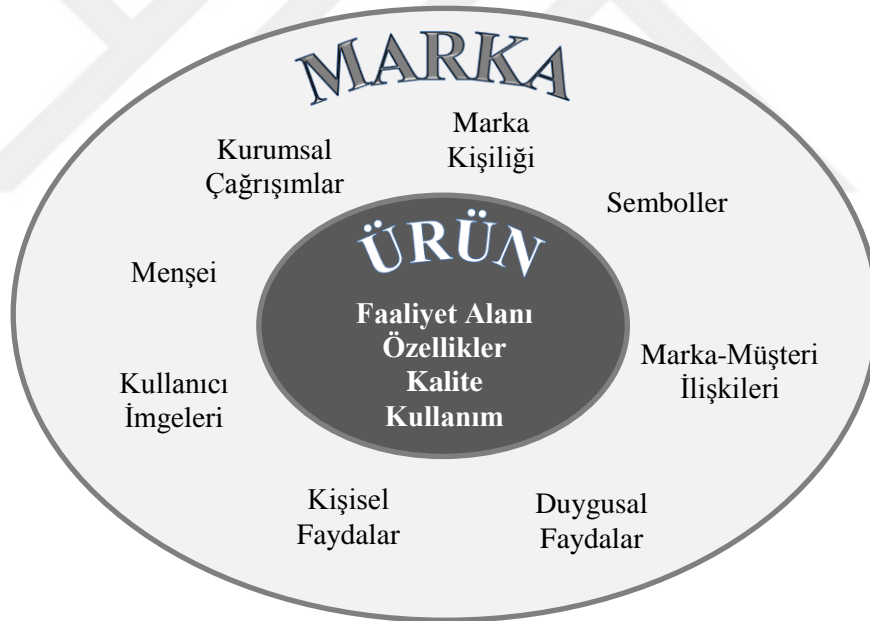 MARKA
Marka
Kişiliği
Kurumsal
Çağrışımlar
Semboller
Menşei
ÜRÜN
Faaliyet Alanı
Özellikler
Kalite
Kullanım
Marka-Müşteri
İlişkileri
Kullanıcı
İmgeleri
Kişisel
Faydalar
Duygusal
Faydalar